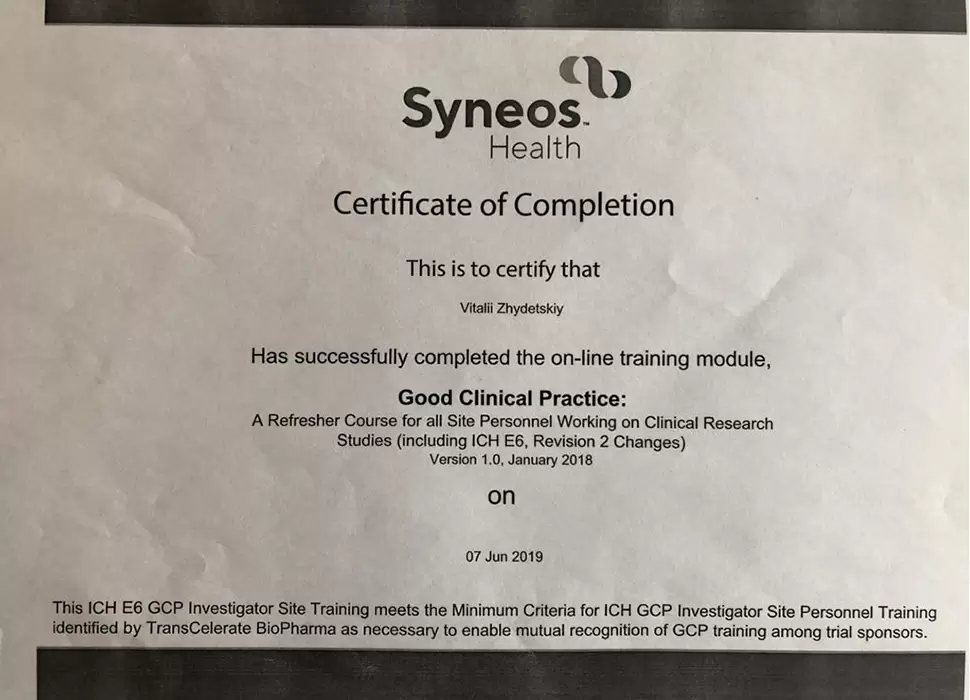 Syneos™
Health
Certificate of Completion
This is to certify that
Vitalii Zhydetskiy
Has successfully completed the on-line training module,
Good Clinical Practice:
A Refresher Course for all Site Personnel Working on Clinical Research
Studies (including ICH E6, Revision 2 Changes)
Version 1.0, January 2018
on
07 Jun 2019
This ICH E6 GCP Investigator Site Training meets the Minimum Criteria for ICH GCP Investigator Site Personnel Training
identified by TransCelerate BioPharma as necessary to enable mutual recognition of GCP training among trial sponsors.